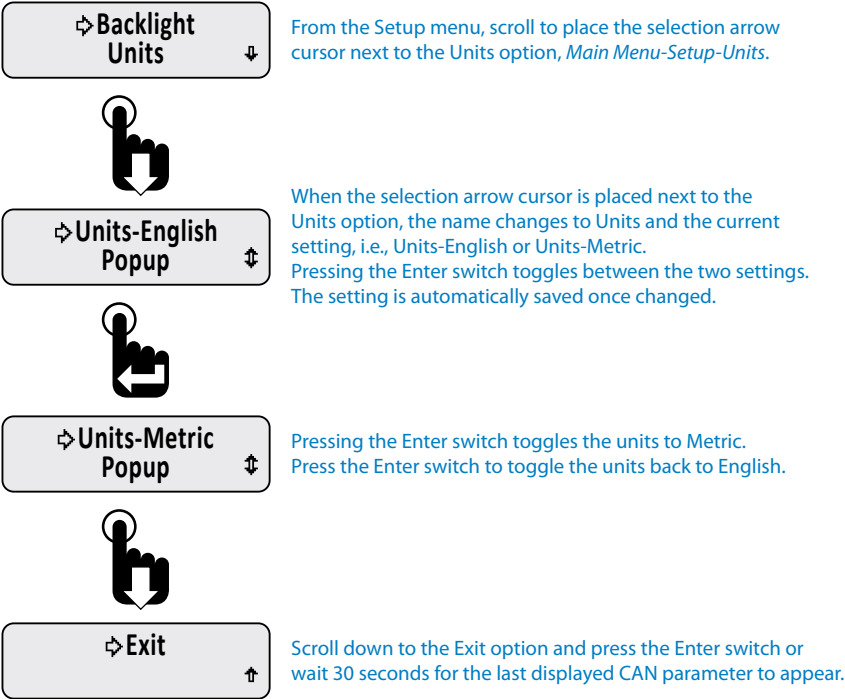 Backlight
Units
From the Setup menu, scroll to place the selection arrow
cursor next to the Units option, Main Menu-Setup-Units.
Units-English
Popup
When the selection arrow cursor is placed next to the
Units option, the name changes to Units and the current
setting, i.e., Units-English or Units-Metric.
Pressing the Enter switch toggles between the two settings.
The setting is automatically saved once changed.
Units-Metric
Popup
Pressing the Enter switch toggles the units to Metric.
Press the Enter switch to toggle the units back to English.
Exit
Scroll down to the Exit option and press the Enter switch or
wait 30 seconds for the last displayed CAN parameter to appear.